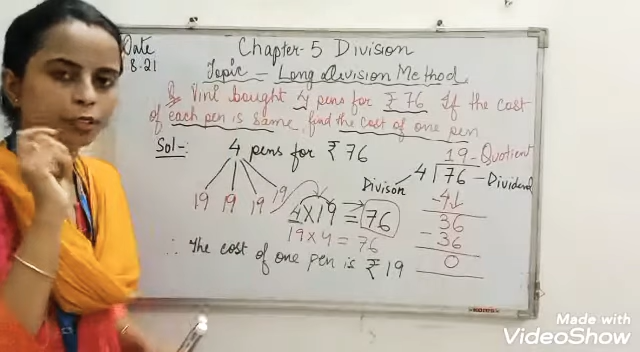 Date
8.21
Chapter-5 Division
Topic - Long Division Method
Q Vini bought 4 pens for ₹ 76 If the cost
of each pen is same, find the cost of one pen
Sol-:
4 pens for ₹ 76
19 19 19 19
4 × 19 = 76
19 × 4 = 76
∴ The cost of one pen is ₹ 19
19 - Quotient
Divison 4 76 - Dividend
- 4↓
36
- 36
0
Made with
VideoShow